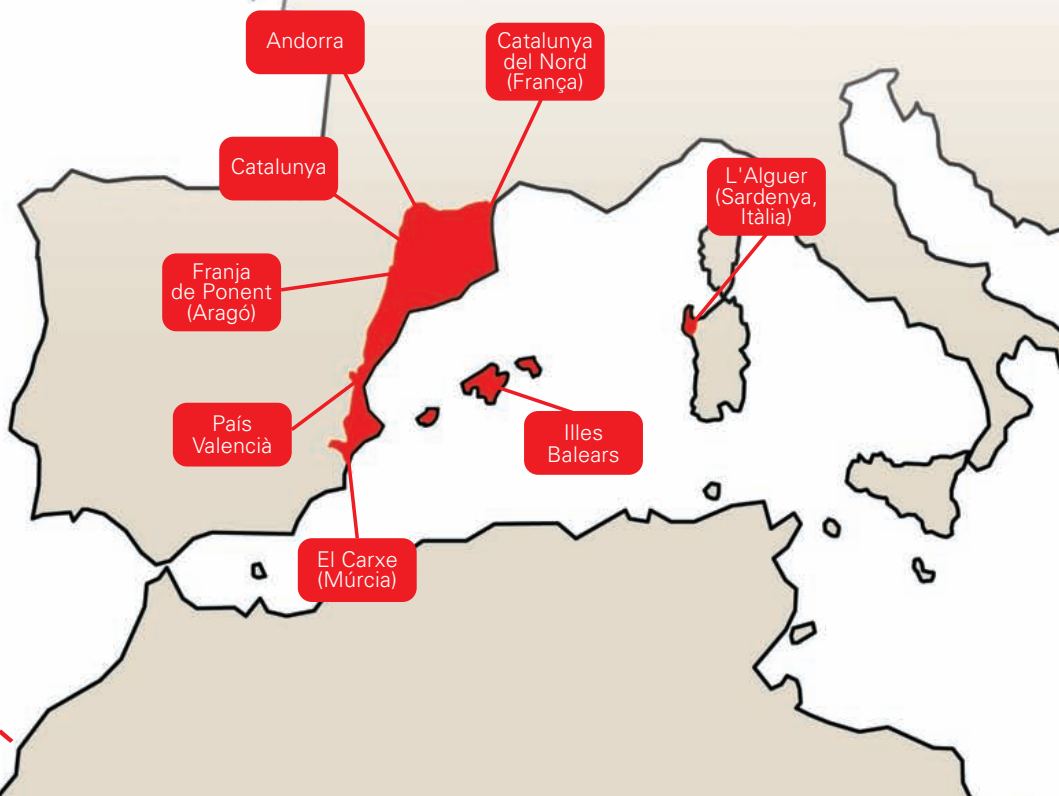 Andorra
Catalunya
del Nord
(França)
Catalunya
L'Alguer
(Sardenya,
Itàlia)
Franja
de Ponent
(Aragó)
País
Valencià
Illes
Balears
El Carxe
(Múrcia)